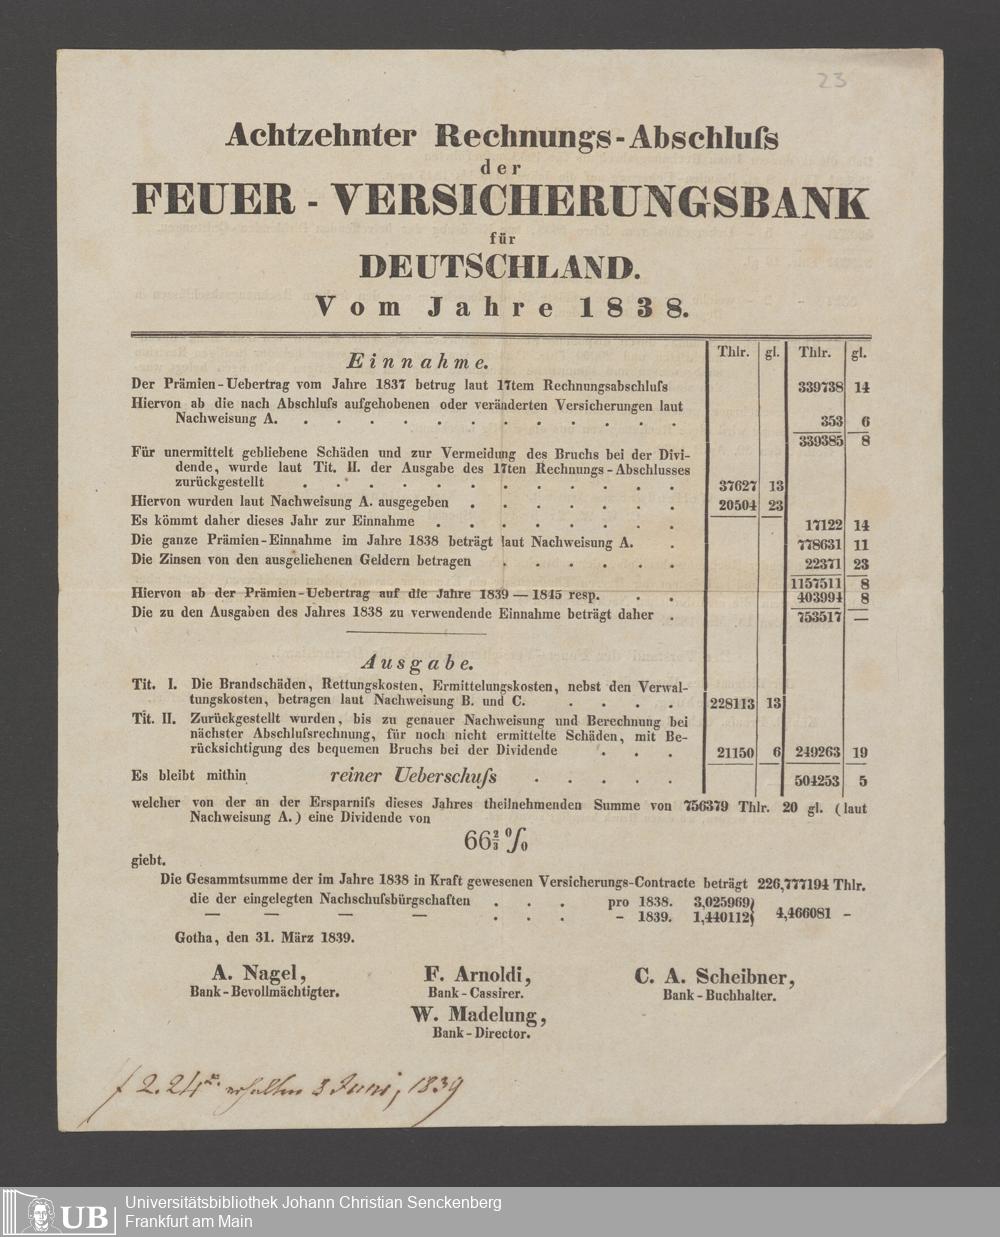 23
Achtzehnter Rechnungs-Abschluſs
der
FEUER - VERSICHERUNGSBANK
für
DEUTSCHLAND.
Vom Jahre 1838.
Thlr. gl. Thlr. gl.
Einnahme.
Der Prämien-Uebertrag vom Jahre 1837 betrug laut 17tem Rechnungsabschluſs 339738 14
Hiervon ab die nach Abschluſs aufgehobenen oder veränderten Versicherungen laut
Nachweisung A. . . . . . . . . . . . . 353 6
339385 8
Für unermittelt gebliebene Schäden und zur Vermeidung des Bruchs bei der Divi-
dende, wurde laut Tit. II. der Ausgabe des 17ten Rechnungs-Abschlusses
zurückgestellt . . . . . . . . . . . . 37627 13
Hiervon wurden laut Nachweisung A. ausgegeben . . . . . . . 20504 23
Es kömmt daher dieses Jahr zur Einnahme . . . . . . . . 17122 14
Die ganze Prämien-Einnahme im Jahre 1838 beträgt laut Nachweisung A. . 778631 11
Die Zinsen von den ausgeliehenen Geldern betragen . . . . . . 22371 23
1157511 8
Hiervon ab der Prämien-Uebertrag auf die Jahre 1839 — 1845 resp. . . 403994 8
Die zu den Ausgaben des Jahres 1838 zu verwendende Einnahme beträgt daher . 753517 —
Ausgabe.
Tit. I. Die Brandschäden, Rettungskosten, Ermittelungskosten, nebst den Verwal-
tungskosten, betragen laut Nachweisung B. und C. . . . . 228113 13
Tit. II. Zurückgestellt wurden, bis zu genauer Nachweisung und Berechnung bei
nächster Abschluſsrechnung, für noch nicht ermittelte Schäden, mit Be-
rücksichtigung des bequemen Bruchs bei der Dividende . . . 21150 6 249263 19
Es bleibt mithin reiner Ueberschuſs . . . . . 504253 5
welcher von der an der Ersparniſs dieses Jahres theilnehmenden Summe von 756379 Thlr. 20 gl. (laut
Nachweisung A.) eine Dividende von
66⅔ %
giebt.
Die Gesammtsumme der im Jahre 1838 in Kraft gewesenen Versicherungs-Contracte beträgt 226,777194 Thlr.
die der eingelegten Nachschuſsbürgschaften . . . pro 1838. 3,025969
— — — — . . . - 1839. 1,440112 } 4,466081 -
Gotha, den 31. März 1839.
A. Nagel, F. Arnoldi, C. A. Scheibner,
Bank-Bevollmächtigter. Bank-Cassirer. Bank-Buchhalter.
W. Madelung,
Bank-Director.
f 2.24 x. erhalten 3 Juni, 1839
UB
Universitätsbibliothek Johann Christian Senckenberg
Frankfurt am Main